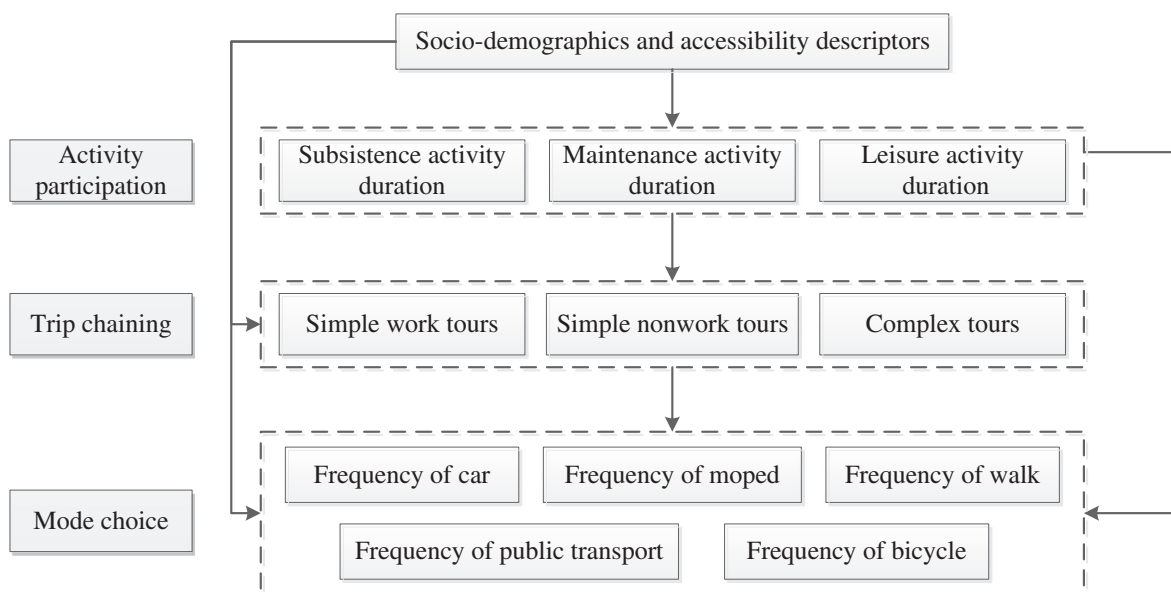 Socio-demographics and accessibility descriptors
Activity
participation
Subsistence activity
duration
Maintenance activity
duration
Leisure activity
duration
Trip chaining
Simple work tours
Simple nonwork tours
Complex tours
Mode choice
Frequency of car
Frequency of moped
Frequency of walk
Frequency of public transport
Frequency of bicycle